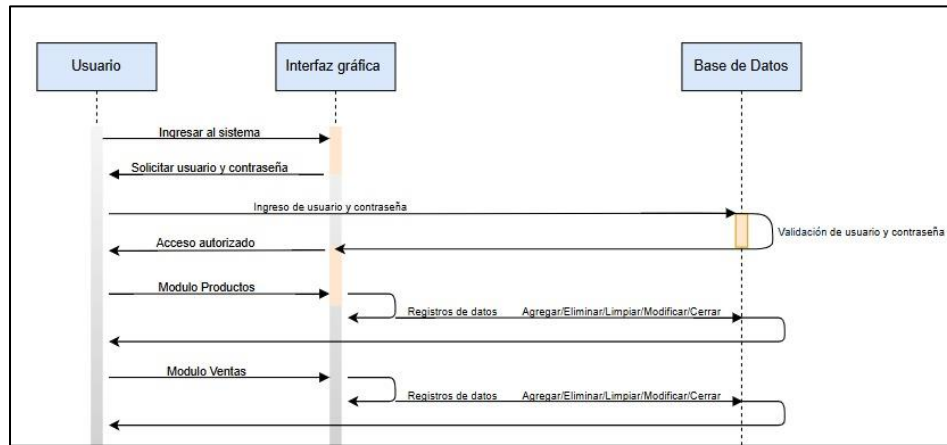 Usuario
Interfaz gráfica
Base de Datos
Ingresar al sistema
Solicitar usuario y contraseña
Ingreso de usuario y contraseña
Validación de usuario y contraseña
Acceso autorizado
Modulo Productos
Registros de datos Agregar/Eliminar/Limpiar/Modificar/Cerrar
Modulo Ventas
Registros de datos Agregar/Eliminar/Limpiar/Modificar/Cerrar